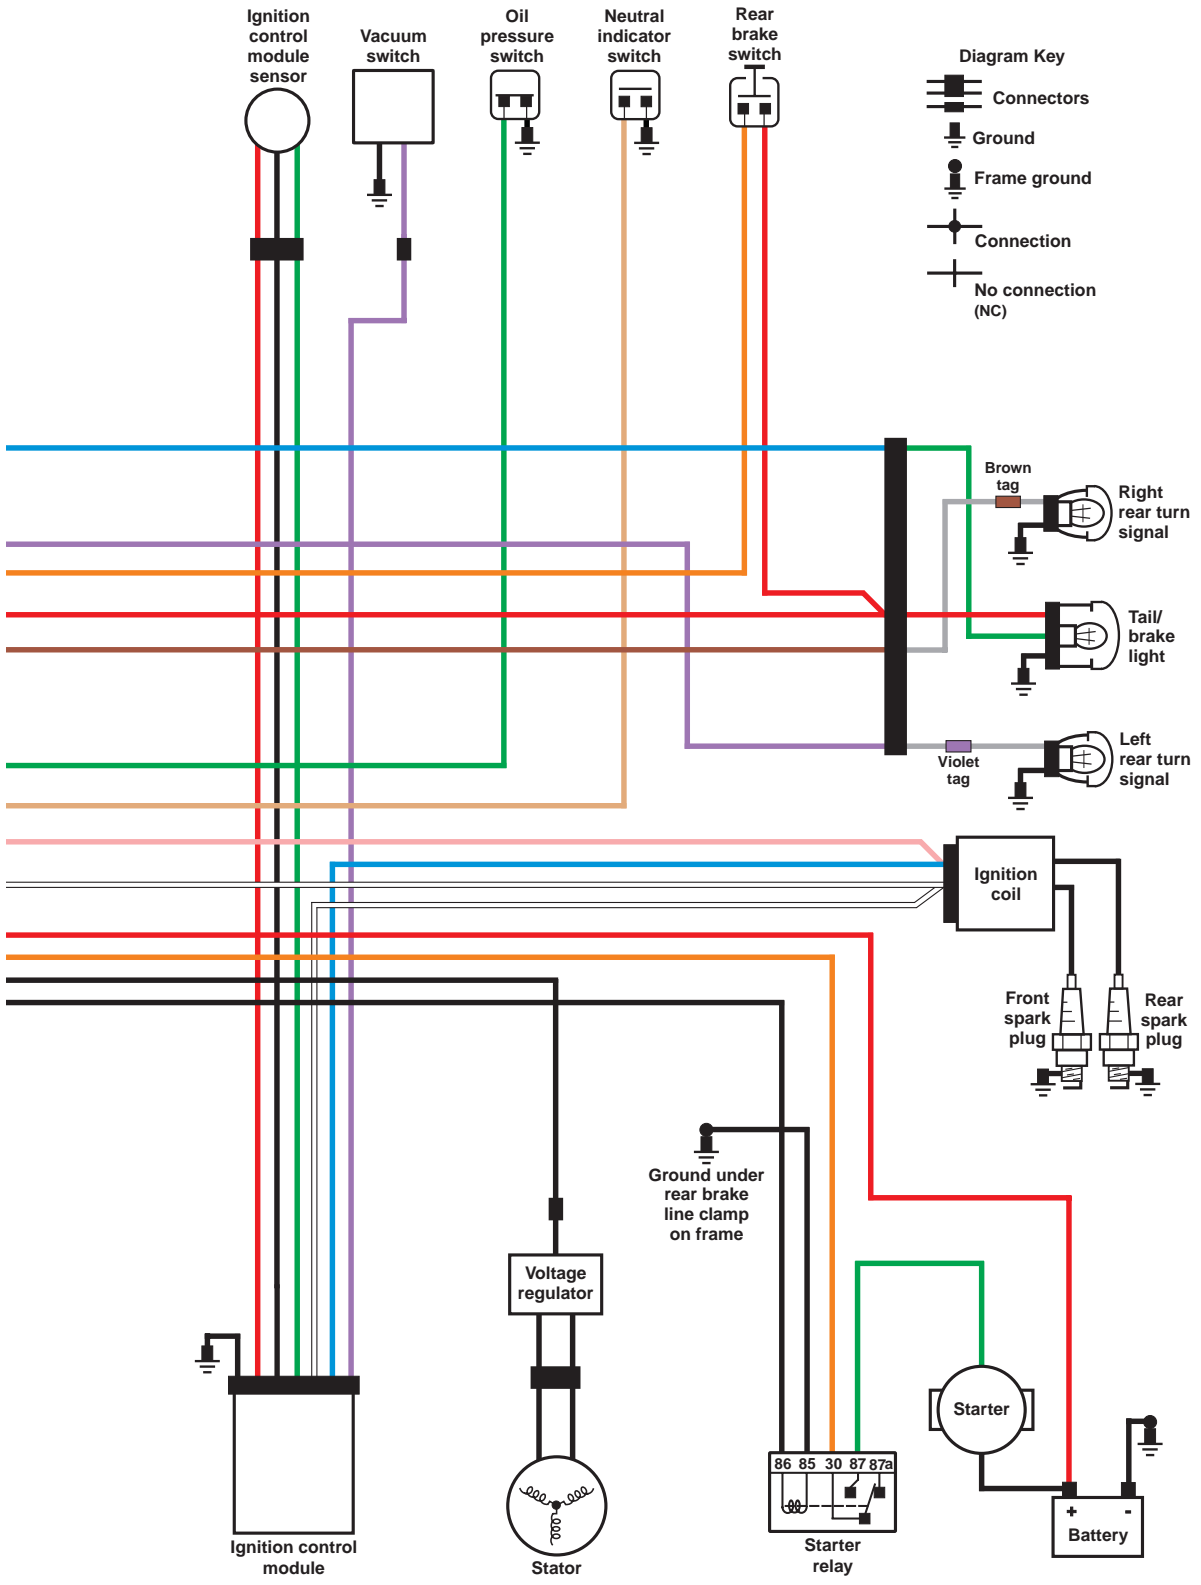 Ignition
control
module
sensor
Vacuum
switch
Oil
pressure
switch
Neutral
indicator
switch
Rear
brake
switch
Diagram Key
Connectors
Ground
Frame ground
Connection
No connection
(NC)
Brown
tag
Right
rear turn
signal
Tail/
brake
light
Violet
tag
Left
rear turn
signal
Ignition
coil
Front
spark
plug
Rear
spark
plug
Ground under
rear brake
line clamp
on frame
Voltage
regulator
Starter
86 85 30 87 87a
+ -
Battery
Ignition control
module
Stator
Starter
relay